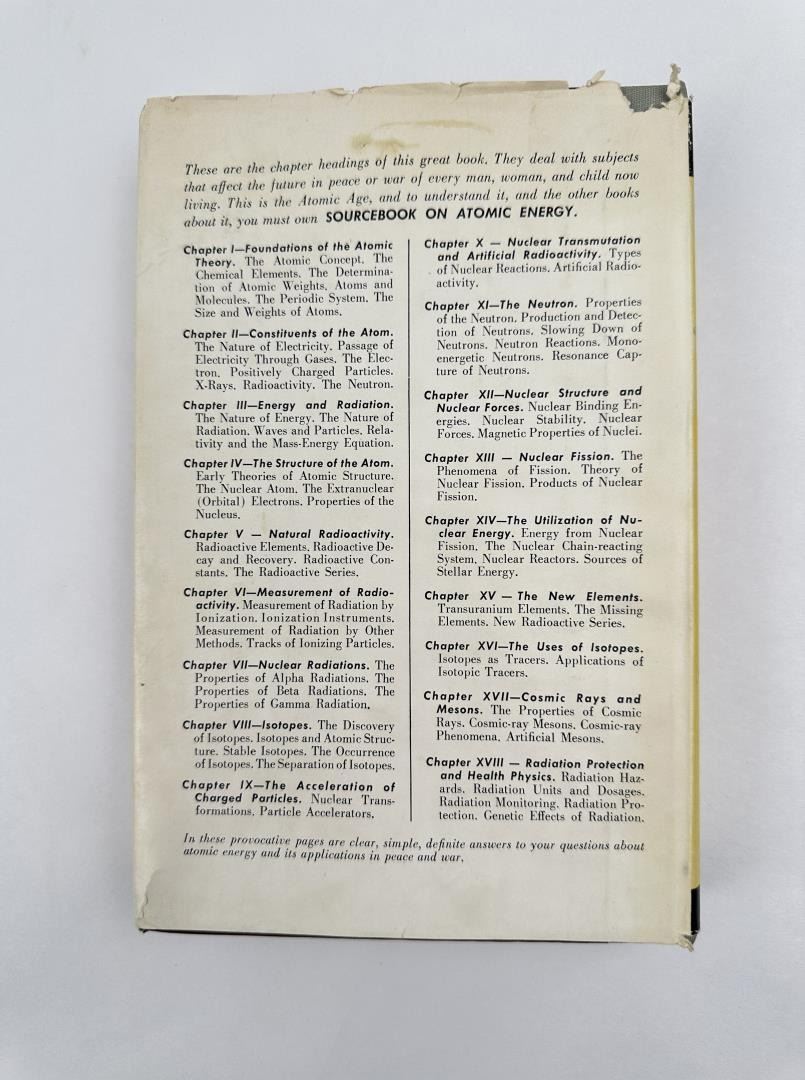 These are the chapter headings of this great book. They deal with subjects
that affect the future in peace or war of every man, woman, and child now
living. This is the Atomic Age, and to understand it, and the other books
about it, you must own SOURCEBOOK ON ATOMIC ENERGY.
Chapter I—Foundations of the Atomic
Theory. The Atomic Concept. The
Chemical Elements. The Determina-
tion of Atomic Weights. Atoms and
Molecules. The Periodic System. The
Size and Weights of Atoms.
Chapter II—Constituents of the Atom.
The Nature of Electricity. Passage of
Electricity Through Gases. The Elec-
tron. Positively Charged Particles.
X-Rays. Radioactivity. The Neutron.
Chapter III—Energy and Radiation.
The Nature of Energy. The Nature of
Radiation. Waves and Particles. Rela-
tivity and the Mass-Energy Equation.
Chapter IV—The Structure of the Atom.
Early Theories of Atomic Structure.
The Nuclear Atom. The Extranuclear
(Orbital) Electrons. Properties of the
Nucleus.
Chapter V — Natural Radioactivity.
Radioactive Elements. Radioactive De-
cay and Recovery. Radioactive Con-
stants. The Radioactive Series.
Chapter VI—Measurement of Radio-
activity. Measurement of Radiation by
Ionization. Ionization Instruments.
Measurement of Radiation by Other
Methods. Tracks of Ionizing Particles.
Chapter VII—Nuclear Radiations. The
Properties of Alpha Radiations. The
Properties of Beta Radiations. The
Properties of Gamma Radiation.
Chapter VIII—Isotopes. The Discovery
of Isotopes. Isotopes and Atomic Struc-
ture. Stable Isotopes. The Occurrence
of Isotopes. The Separation of Isotopes.
Chapter IX—The Acceleration of
Charged Particles. Nuclear Trans-
formations. Particle Accelerators.
Chapter X — Nuclear Transmutation
and Artificial Radioactivity. Types
of Nuclear Reactions. Artificial Radio-
activity.
Chapter XI—The Neutron. Properties
of the Neutron. Production and Detec-
tion of Neutrons. Slowing Down of
Neutrons. Neutron Reactions. Mono-
energetic Neutrons. Resonance Cap-
ture of Neutrons.
Chapter XII—Nuclear Structure and
Nuclear Forces. Nuclear Binding En-
ergies. Nuclear Stability. Nuclear
Forces. Magnetic Properties of Nuclei.
Chapter XIII — Nuclear Fission. The
Phenomena of Fission. Theory of
Nuclear Fission. Products of Nuclear
Fission.
Chapter XIV—The Utilization of Nu-
clear Energy. Energy from Nuclear
Fission. The Nuclear Chain-reacting
System. Nuclear Reactors. Sources of
Stellar Energy.
Chapter XV — The New Elements.
Transuranium Elements. The Missing
Elements. New Radioactive Series.
Chapter XVI—The Uses of Isotopes.
Isotopes as Tracers. Applications of
Isotopic Tracers.
Chapter XVII—Cosmic Rays and
Mesons. The Properties of Cosmic
Rays. Cosmic-ray Mesons. Cosmic-ray
Phenomena. Artificial Mesons.
Chapter XVIII — Radiation Protection
and Health Physics. Radiation Haz-
ards. Radiation Units and Dosages.
Radiation Monitoring. Radiation Pro-
tection. Genetic Effects of Radiation.
In these provocative pages are clear, simple, definite answers to your questions about
atomic energy and its applications in peace and war.